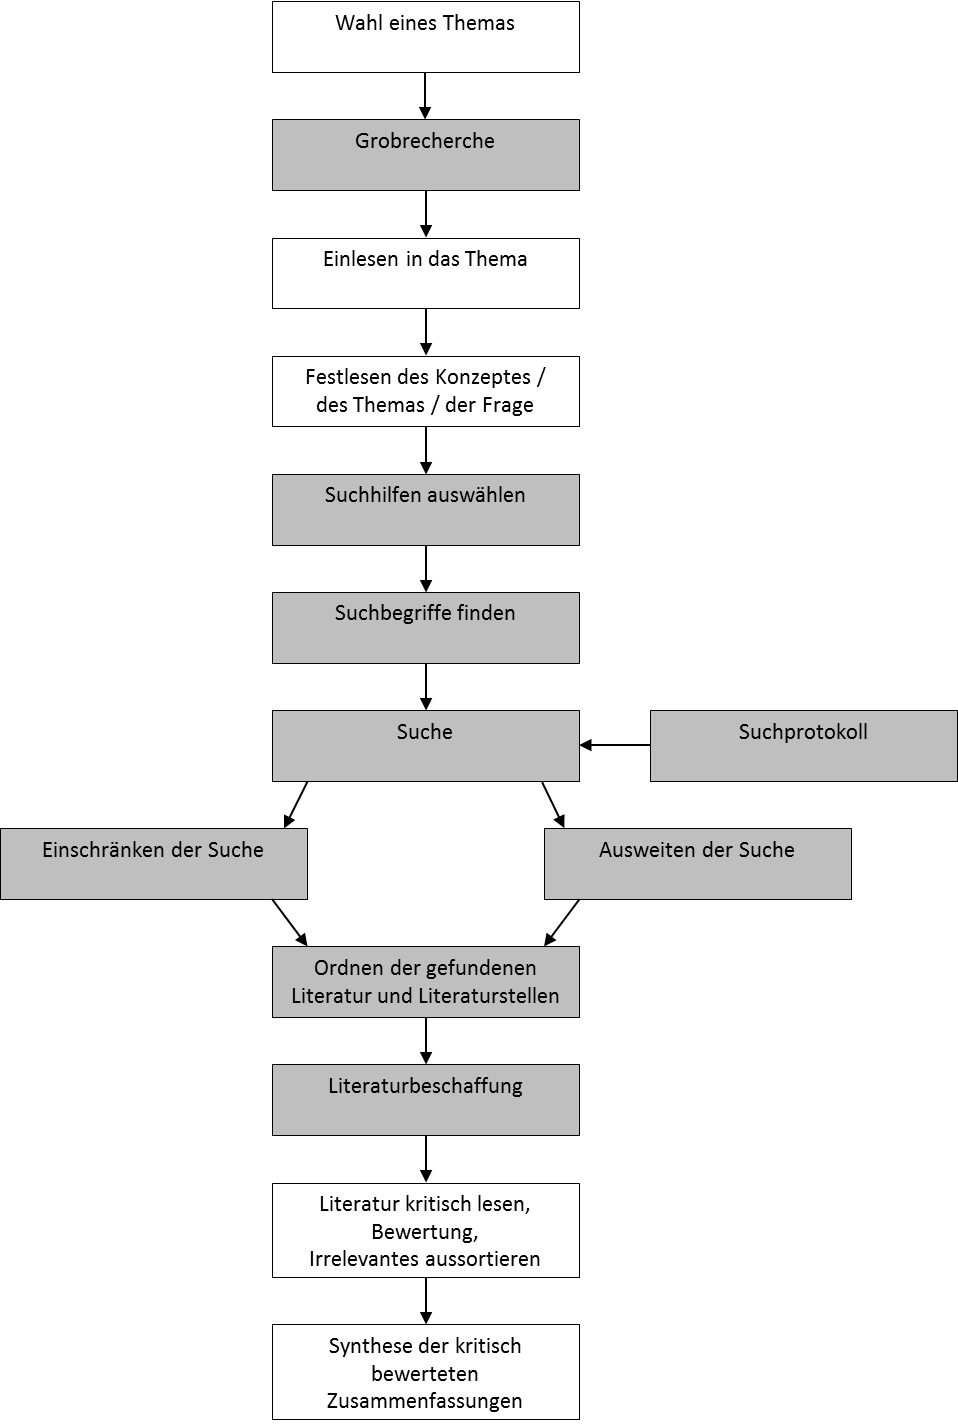 Wahl eines Themas
Grobrecherche
Einlesen in das Thema
Festlesen des Konzeptes /
des Themas / der Frage
Suchhilfen auswählen
Suchbegriffe finden
Suche
Suchprotokoll
Einschränken der Suche
Ausweiten der Suche
Ordnen der gefundenen
Literatur und Literaturstellen
Literaturbeschaffung
Literatur kritisch lesen,
Bewertung,
Irrelevantes aussortieren
Synthese der kritisch
bewerteten
Zusammenfassungen